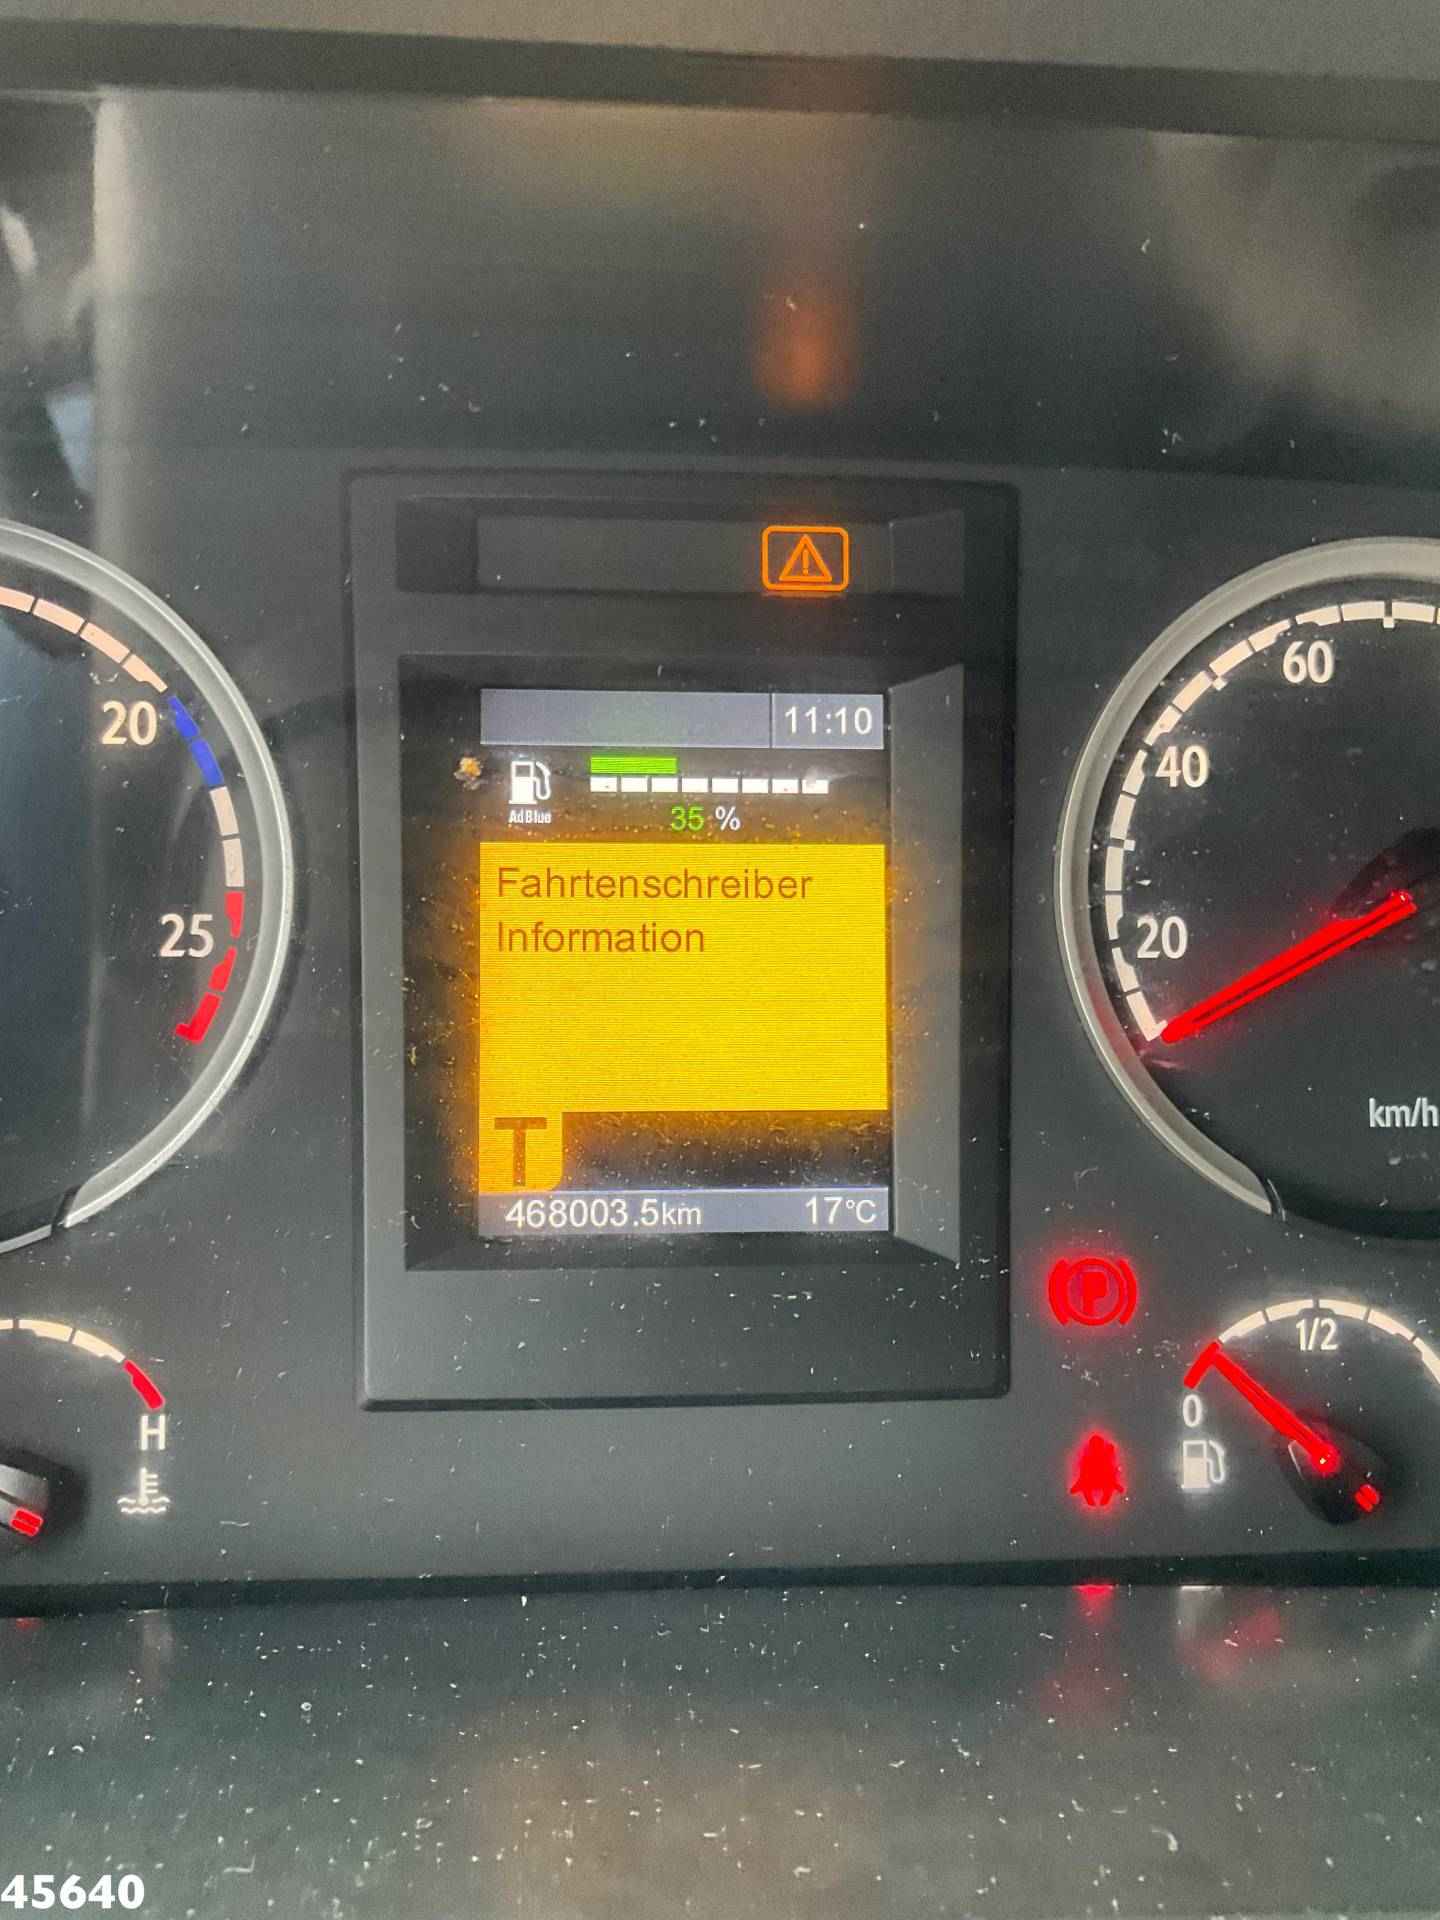 11:10
AdBlue
35 %
Fahrtenschreiber
Information
T
468003.5km 17°C
20
25
60
40
20
km/h
P
1/2
0
H
45640